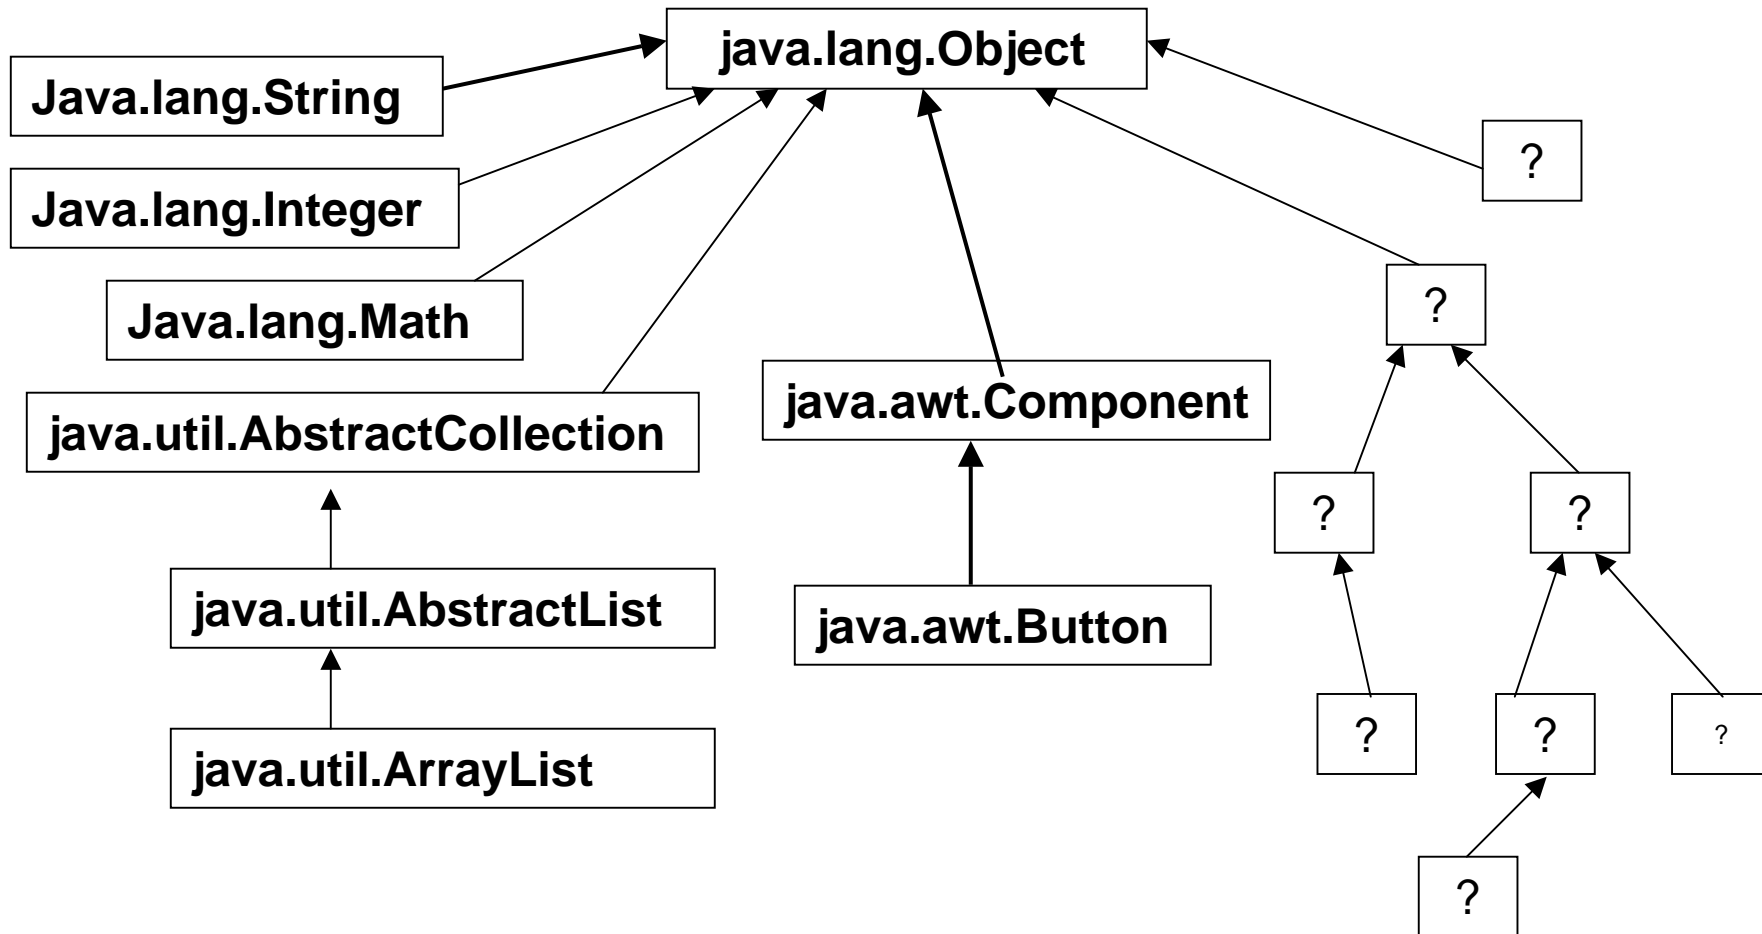 java.lang.Object
Java.lang.String
?
Java.lang.Integer
?
Java.lang.Math
java.awt.Component
java.util.AbstractCollection
?
?
java.util.AbstractList
java.awt.Button
?
?
?
java.util.ArrayList
?